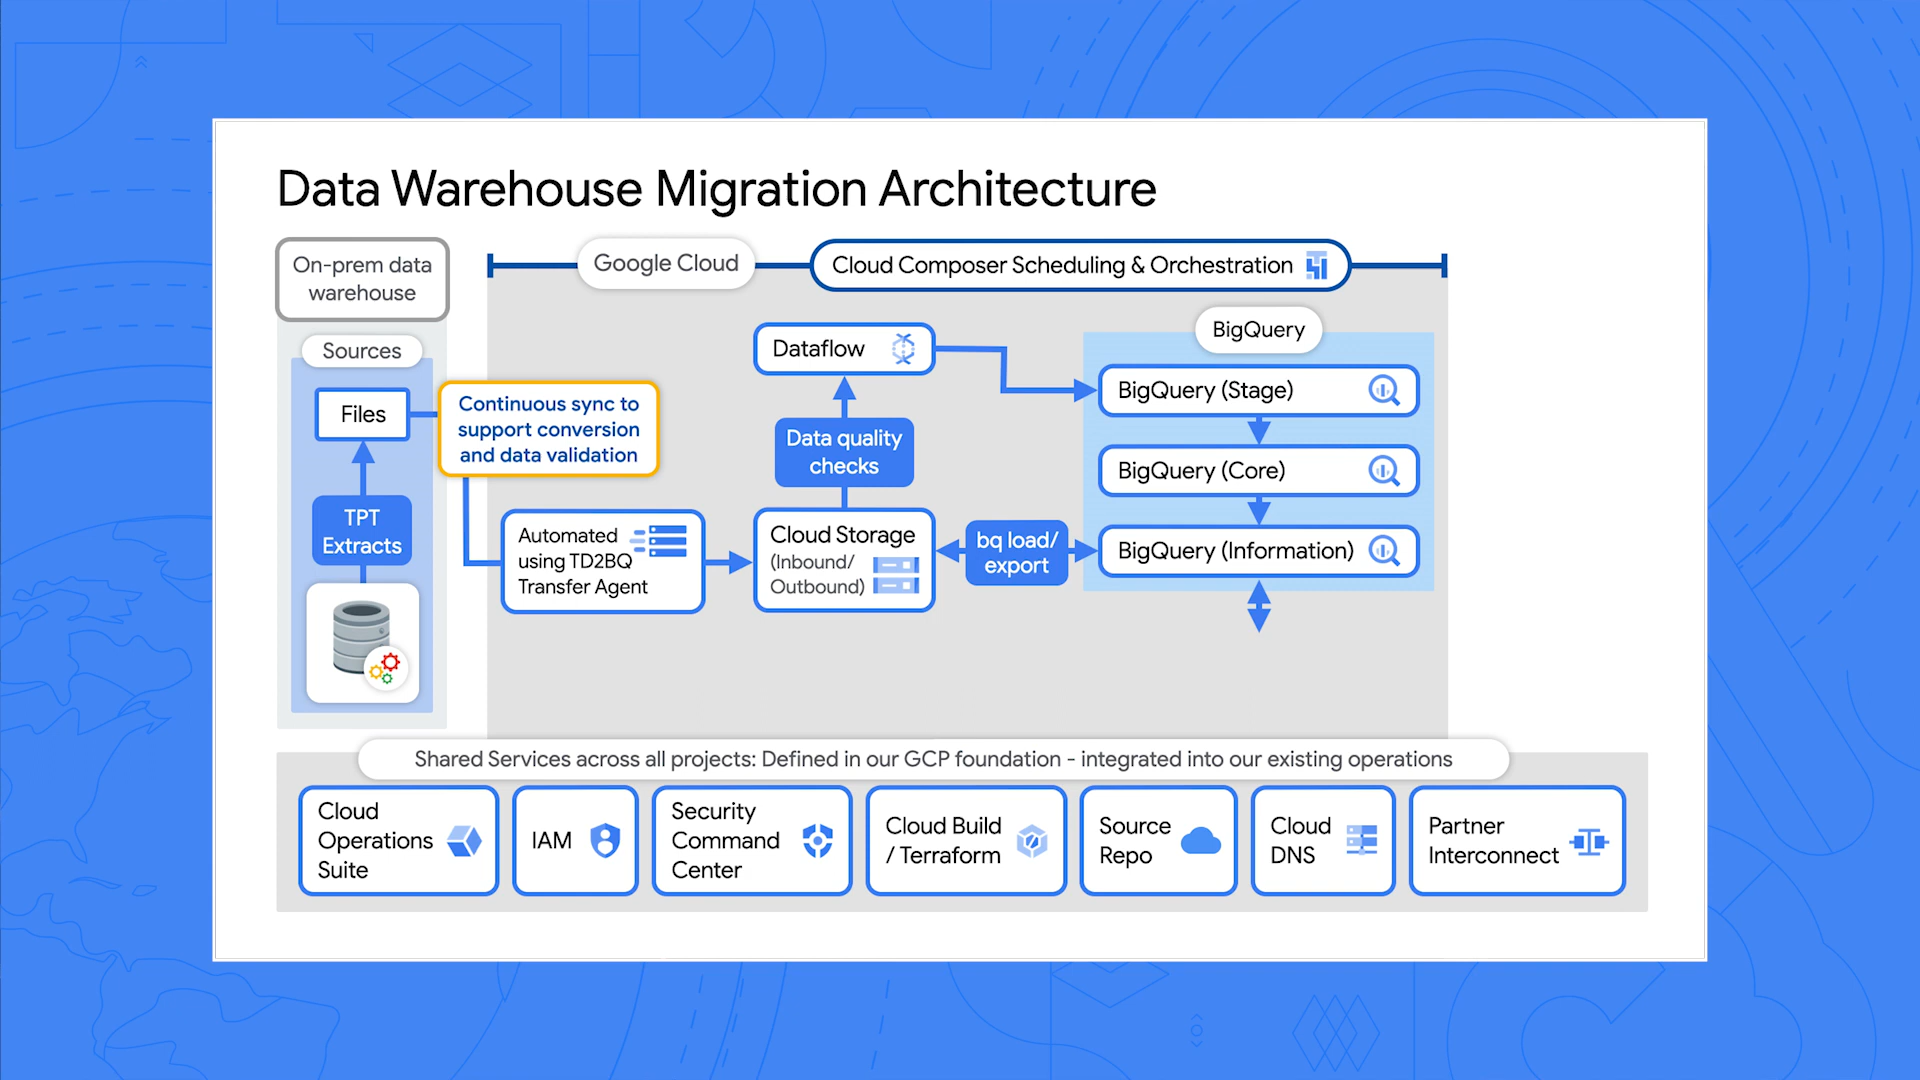 Data Warehouse Migration Architecture
On-prem data
warehouse
Google Cloud
Cloud Composer Scheduling & Orchestration
Sources
Files
TPT
Extracts
Continuous sync to
support conversion
and data validation
Automated
using TD2BQ
Transfer Agent
Dataflow
Data quality
checks
Cloud Storage
(Inbound/
Outbound)
bq load/
export
BigQuery
BigQuery (Stage)
BigQuery (Core)
BigQuery (Information)
Shared Services across all projects: Defined in our GCP foundation - integrated into our existing operations
Cloud
Operations
Suite
IAM
Security
Command
Center
Cloud Build
/ Terraform
Source
Repo
Cloud
DNS
Partner
Interconnect